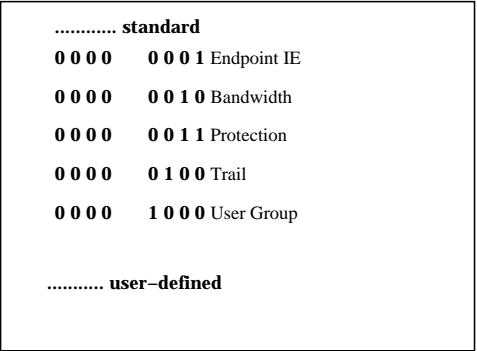 ............ standard
0 0 0 0 0 0 0 1 Endpoint IE
0 0 0 0 0 0 1 0 Bandwidth
0 0 0 0 0 0 1 1 Protection
0 0 0 0 0 1 0 0 Trail
0 0 0 0 1 0 0 0 User Group
........... user−defined